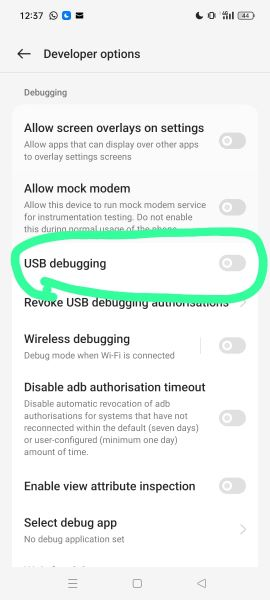 12:37
44
Developer options
Debugging
Allow screen overlays on settings
Allow apps that can display over other apps
to overlay settings screens
Allow mock modem
Allow this device to run mock modem service
for instrumentation testing. Do not enable
this during normal usage of the phone
USB debugging
Revoke USB debugging authorisations
Wireless debugging
Debug mode when Wi-Fi is connected
Disable adb authorisation timeout
Disable automatic revocation of adb
authorisations for systems that have not
reconnected within the default (seven days)
or user-configured (minimum one day)
amount of time.
Enable view attribute inspection
Select debug app
No debug application set